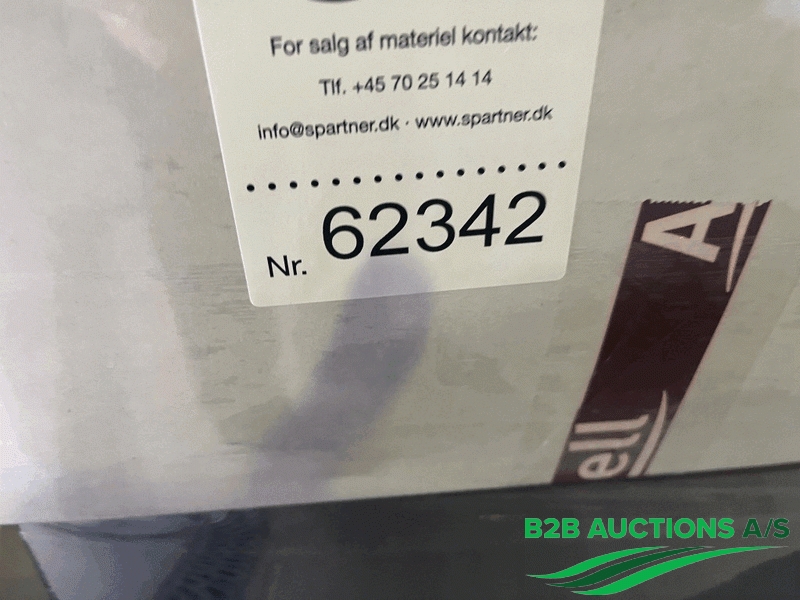 For salg af materiel kontakt:
Tlf. +45 70 25 14 14
info@spartner.dk · www.spartner.dk
Nr. 62342
A
ell
B2B AUCTIONS A/S